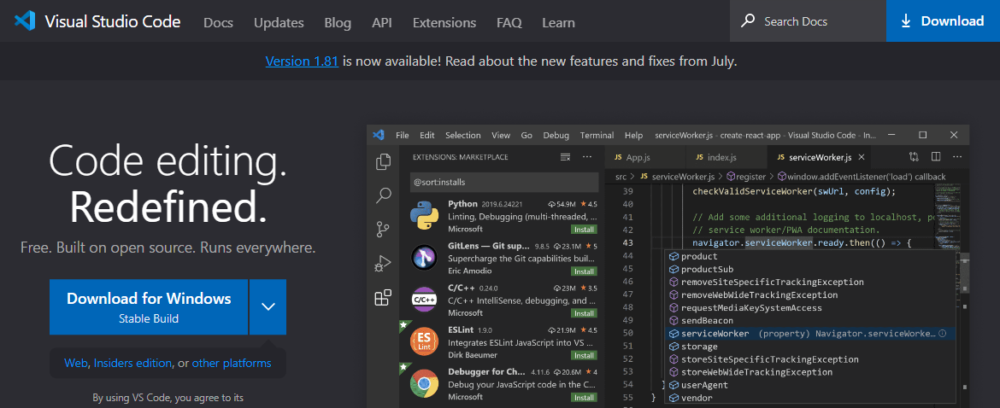 Visual Studio Code Docs Updates Blog API Extensions FAQ Learn Search Docs Download
Version 1.81 is now available! Read about the new features and fixes from July.
Code editing.
Redefined.
Free. Built on open source. Runs everywhere.
Download for Windows
Stable Build
Web, Insiders edition, or other platforms
By using VS Code, you agree to its
File Edit Selection View Go Debug Terminal Help serviceWorker.js - create-react-app - Visual Studio Code - In...
EXTENSIONS: MARKETPLACE
@sort:installs
Python 2019.6.24221 54.9M 4.5
Linting, Debugging (multi-threaded, ...
Microsoft Install
GitLens — Git sup... 9.8.5 23.1M 5
Supercharge the Git capabilities buil...
Eric Amodio Install
C/C++ 0.24.0 23M 3.5
C/C++ IntelliSense, debugging, and ...
Microsoft Install
ESLint 1.9.0 21.9M 4.5
Integrates ESLint JavaScript into VS ...
Dirk Baeumer Install
Debugger for Ch... 4.11.6 20.6M 4
Debug your JavaScript code in the C...
Microsoft Install
C/C++
ES
Lint
JS App.js JS index.js JS serviceWorker.js
src > JS serviceWorker.js > register > window.addEventListener('load') callback
39 checkValidServiceWorker(swUrl, config);
40
41 // Add some additional logging to localhost, po
42 // service worker/PWA documentation.
43 navigator.serviceWorker.ready.then(() => {
44 product
45 productSub
46 removeSiteSpecificTrackingException
47 removeWebWideTrackingException
48 requestMediaKeySystemAccess
49 sendBeacon
50 serviceWorker (property) Navigator.serviceWorke...
51 storage
52 storeSiteSpecificTrackingException
53 storeWebWideTrackingException
54 } userAgent
55 } vendor